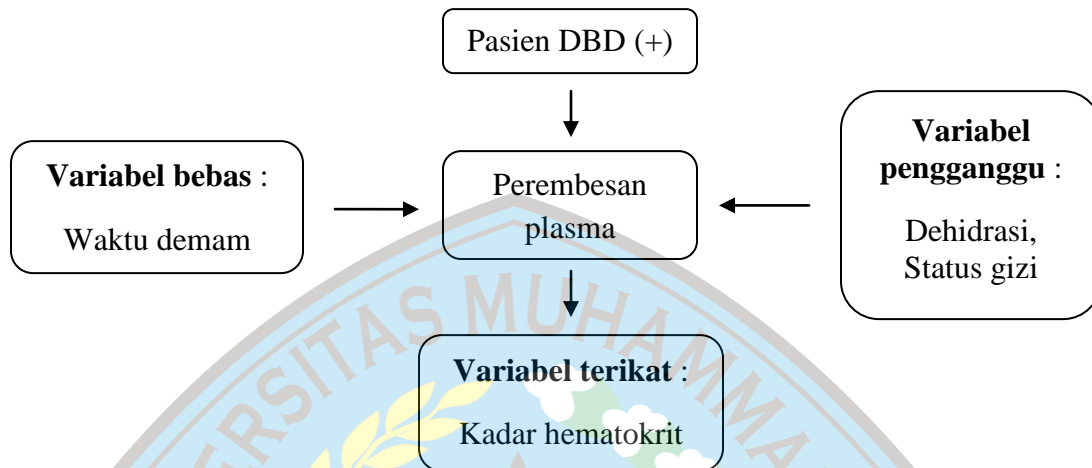 Pasien DBD (+)
Variabel bebas :
Waktu demam
Perembesan
plasma
Variabel
pengganggu :
Dehidrasi,
Status gizi
Variabel terikat :
Kadar hematokrit